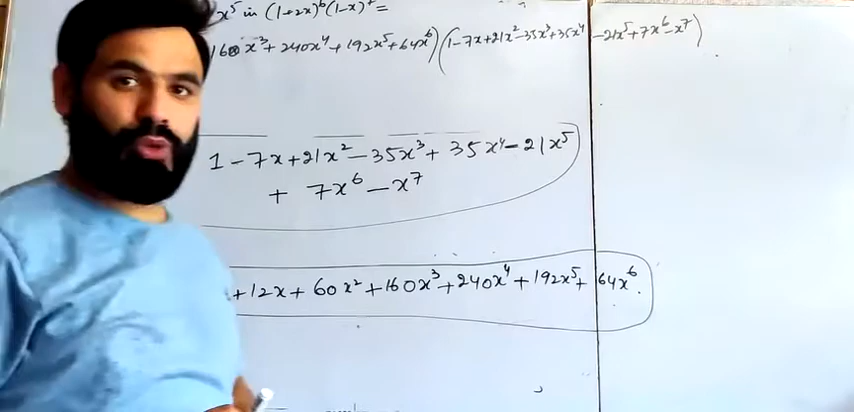 x⁵ in (1+2x)⁶(1-x)⁷ =
160x³+240x⁴+192x⁵+64x⁶)(1-7x+21x²-35x³+35x⁴-21x⁵+7x⁶-x⁷)
1-7x+21x²-35x³+35x⁴-21x⁵
+ 7x⁶-x⁷
+12x+60x²+160x³+240x⁴+192x⁵+64x⁶.